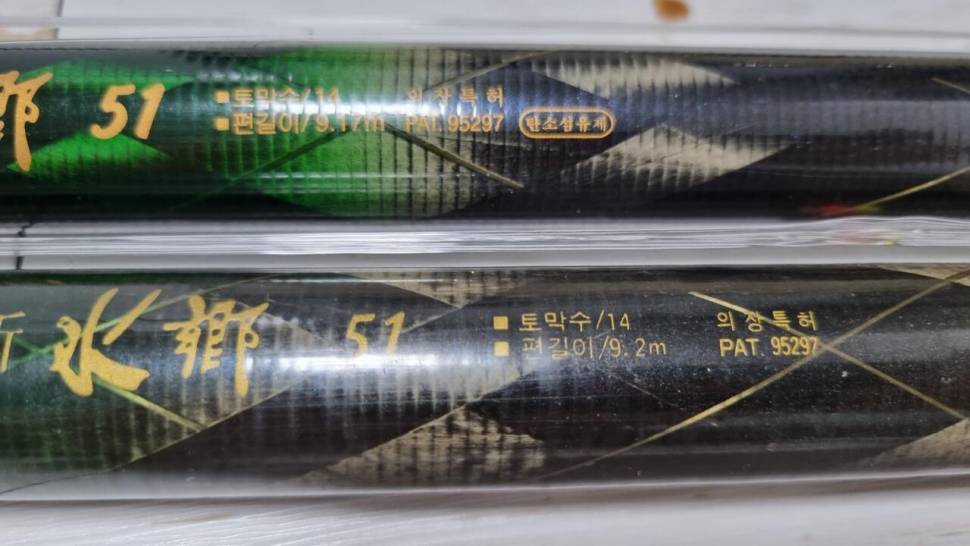 鄕 51
■토막수/14 의장특허
■편길이/9.17m PAT. 95297 탄소섬유제
水鄕 51
■토막수/14 의장특허
■편길이/9.2m PAT. 95297